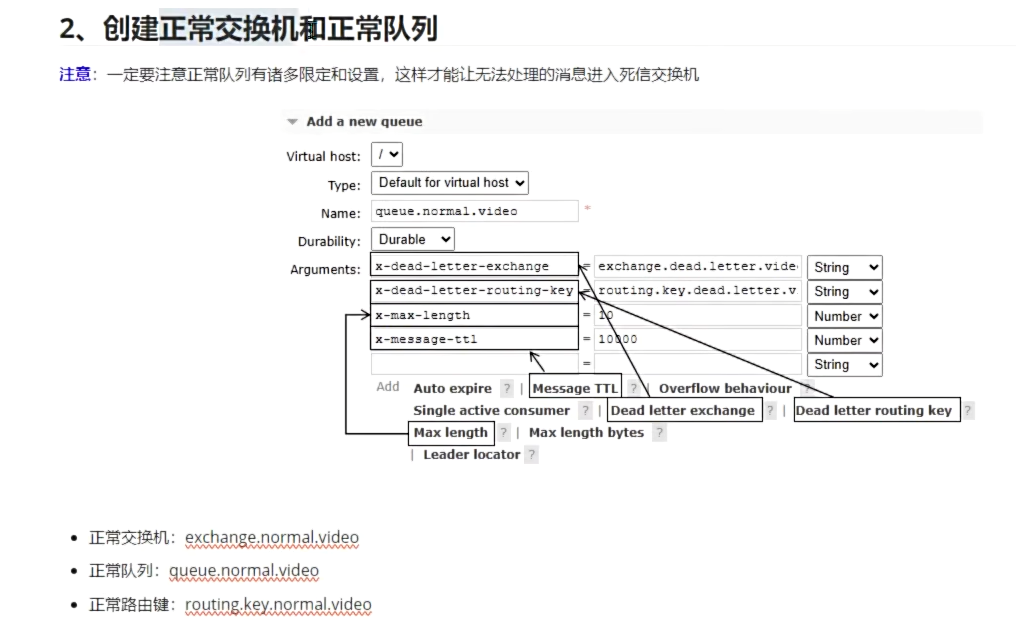 2、创建正常交换机和正常队列
注意：一定要注意正常队列有诸多限定和设置，这样才能让无法处理的消息进入死信交换机
Add a new queue
Virtual host: /
Type: Default for virtual host
Name: queue.normal.video *
Durability: Durable
Arguments: x-dead-letter-exchange = exchange.dead.letter.vide String
x-dead-letter-routing-key = routing.key.dead.letter.v String
x-max-length = 10 Number
x-message-ttl = 10000 Number
= String
Add Auto expire ? | Message TTL ? | Overflow behaviour ?
Single active consumer ? | Dead letter exchange ? | Dead letter routing key ?
Max length ? | Max length bytes ?
| Leader locator ?
• 正常交换机：exchange.normal.video
• 正常队列：queue.normal.video
• 正常路由键：routing.key.normal.video